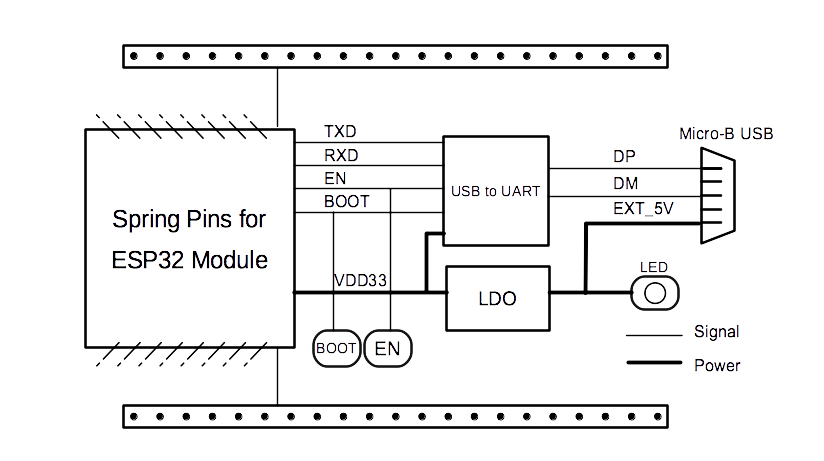 TXD
RXD
EN
BOOT
Spring Pins for
ESP32 Module
VDD33
USB to UART
LDO
BOOT
EN
Micro-B USB
DP
DM
EXT_5V
LED
Signal
Power